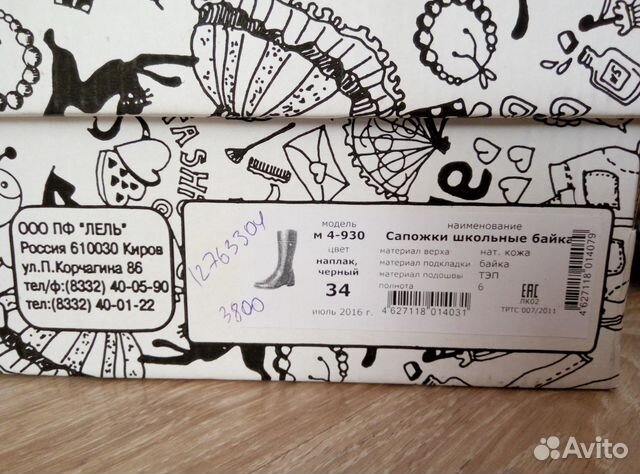 ООО ПФ "ЛЕЛЬ"
Россия 610030 Киров
ул.П.Корчагина 86
тел/ф:(8332) 40-05-90
тел:(8332) 40-01-22
12763304
3800
модель
м 4-930
цвет
наплак,
черный
34
июль 2016 г.
наименование
Сапожки школьные байка
материал верха нат. кожа
материал подкладки байка
материал подошвы ТЭП
полнота 6
4 627118 014031
ЕАС
ЛК02
ТРТС 007/2011
4 627118 014079
Avito